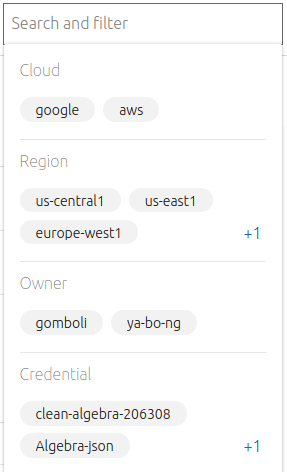 Search and filter
Cloud
google aws
Region
us-central1 us-east1
europe-west1 +1
Owner
gomboli ya-bo-ng
Credential
clean-algebra-206308
Algebra-json +1